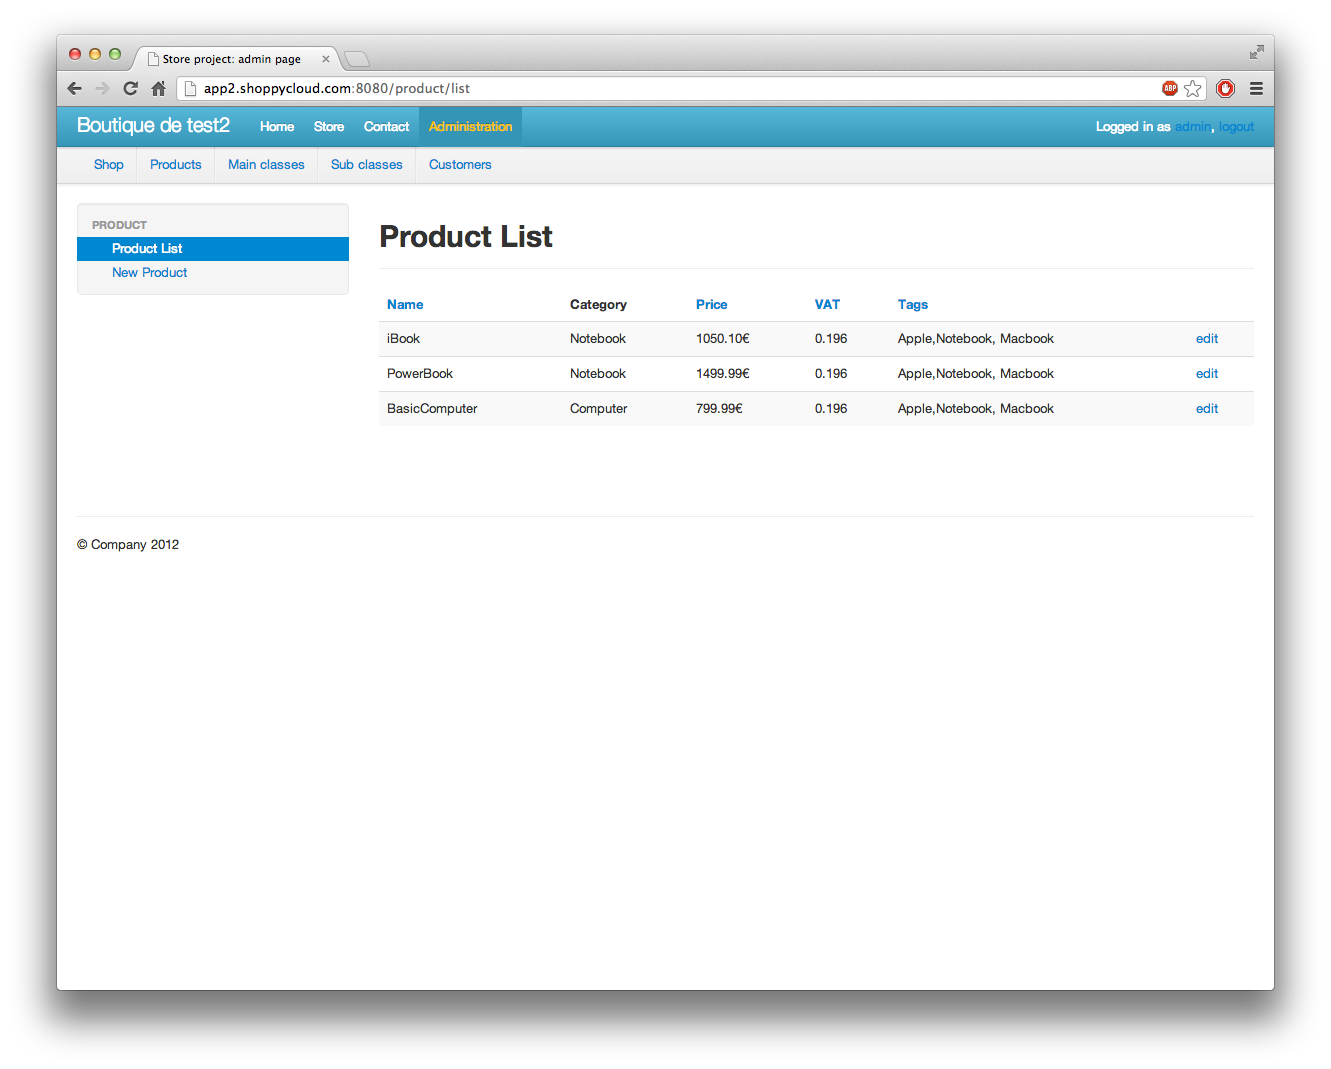 Store project: admin page
app2.shoppycloud.com:8080/product/list
ABP
Boutique de test2 Home Store Contact Administration Logged in as admin, logout
Shop Products Main classes Sub classes Customers
PRODUCT
Product List
New Product
Product List
Name Category Price VAT Tags
iBook Notebook 1050.10€ 0.196 Apple,Notebook, Macbook edit
PowerBook Notebook 1499.99€ 0.196 Apple,Notebook, Macbook edit
BasicComputer Computer 799.99€ 0.196 Apple,Notebook, Macbook edit
© Company 2012